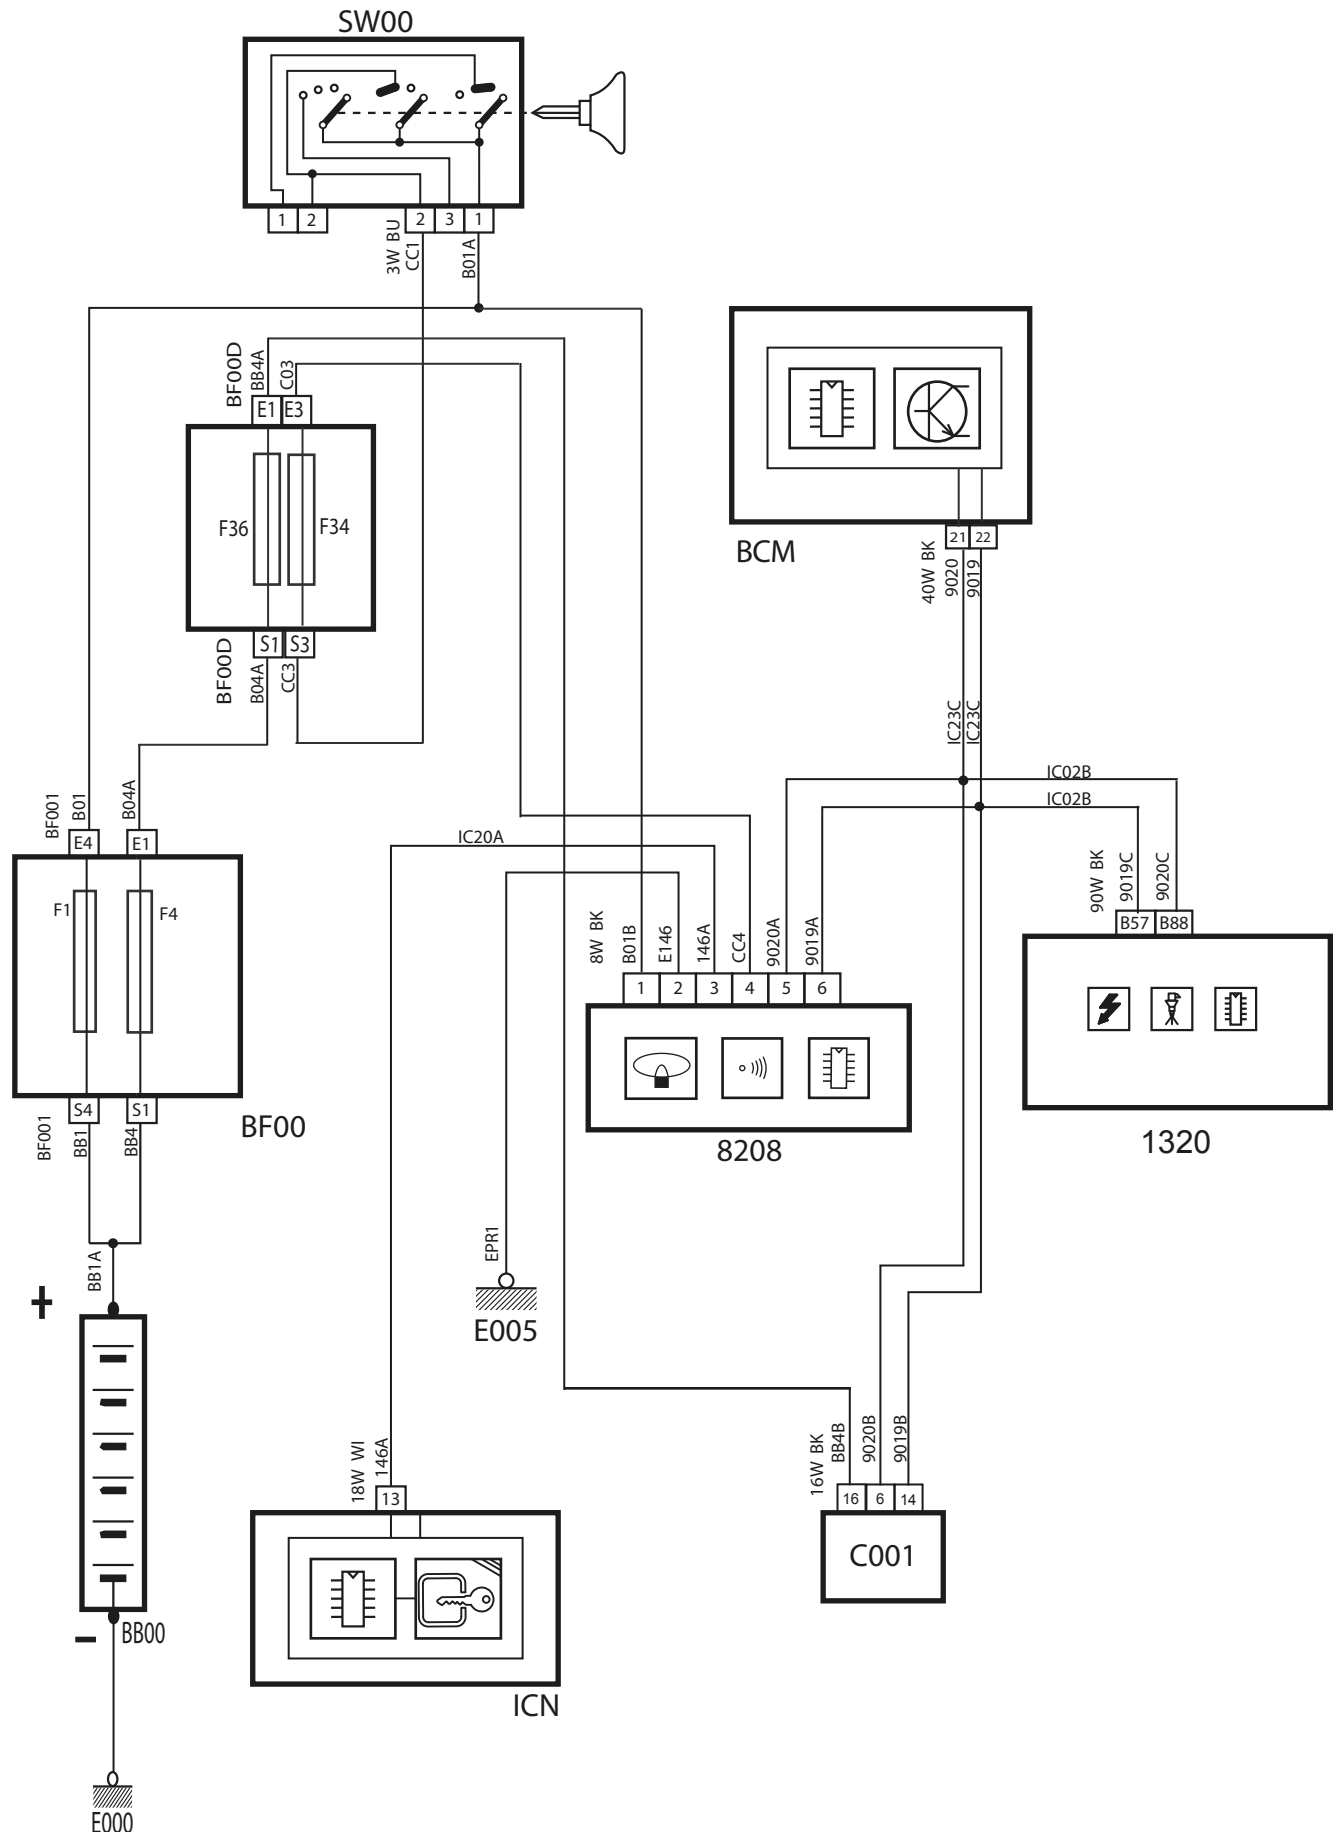 SW00
1 2 2 3 1
3W BU
CC1
B01A
BF00D
BB4A
C03
E1 E3
F36
F34
S1 S3
BF00D
B04A
CC3
BCM
21 22
40W BK
9020
9019
IC23C
IC23C
IC02B
IC02B
BF001
B01
B04A
E4 E1
F1
F4
S4 S1
BF001
BB1
BB4
BF00
BB1A
+
-
BB00
E000
IC20A
8W BK
B01B
E146
146A
CC4
9020A
9019A
1 2 3 4 5 6
8208
90W BK
9019C
9020C
B57 B88
1320
EPR1
E005
18W WI
146A
13
ICN
16W BK
BB4B
9020B
9019B
16 6 14
C001